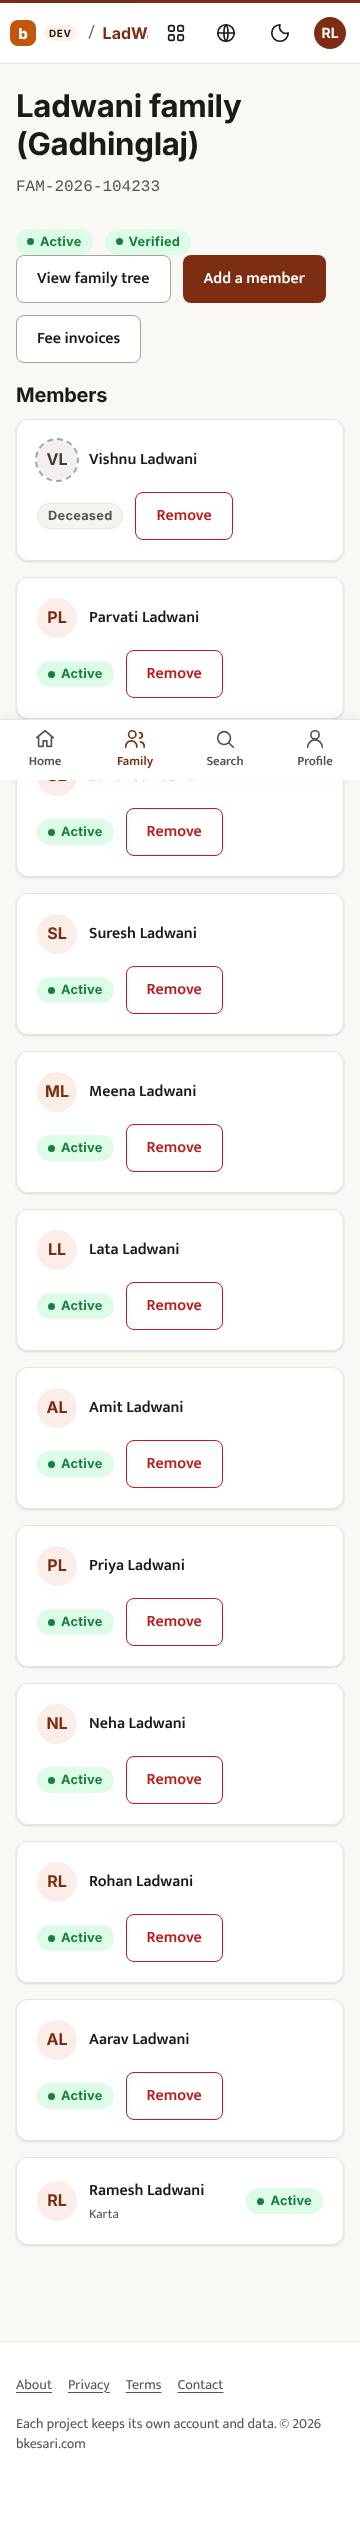 b DEV / LadW
RL
Ladwani family
(Gadhinglaj)
FAM-2026-104233
Active Verified
View family tree Add a member
Fee invoices
Members
VL Vishnu Ladwani
Deceased Remove
PL Parvati Ladwani
Active Remove
Home Family Search Profile
Active Remove
SL Suresh Ladwani
Active Remove
ML Meena Ladwani
Active Remove
LL Lata Ladwani
Active Remove
AL Amit Ladwani
Active Remove
PL Priya Ladwani
Active Remove
NL Neha Ladwani
Active Remove
RL Rohan Ladwani
Active Remove
AL Aarav Ladwani
Active Remove
RL Ramesh Ladwani Active
Karta
About Privacy Terms Contact
Each project keeps its own account and data. © 2026
bkesari.com